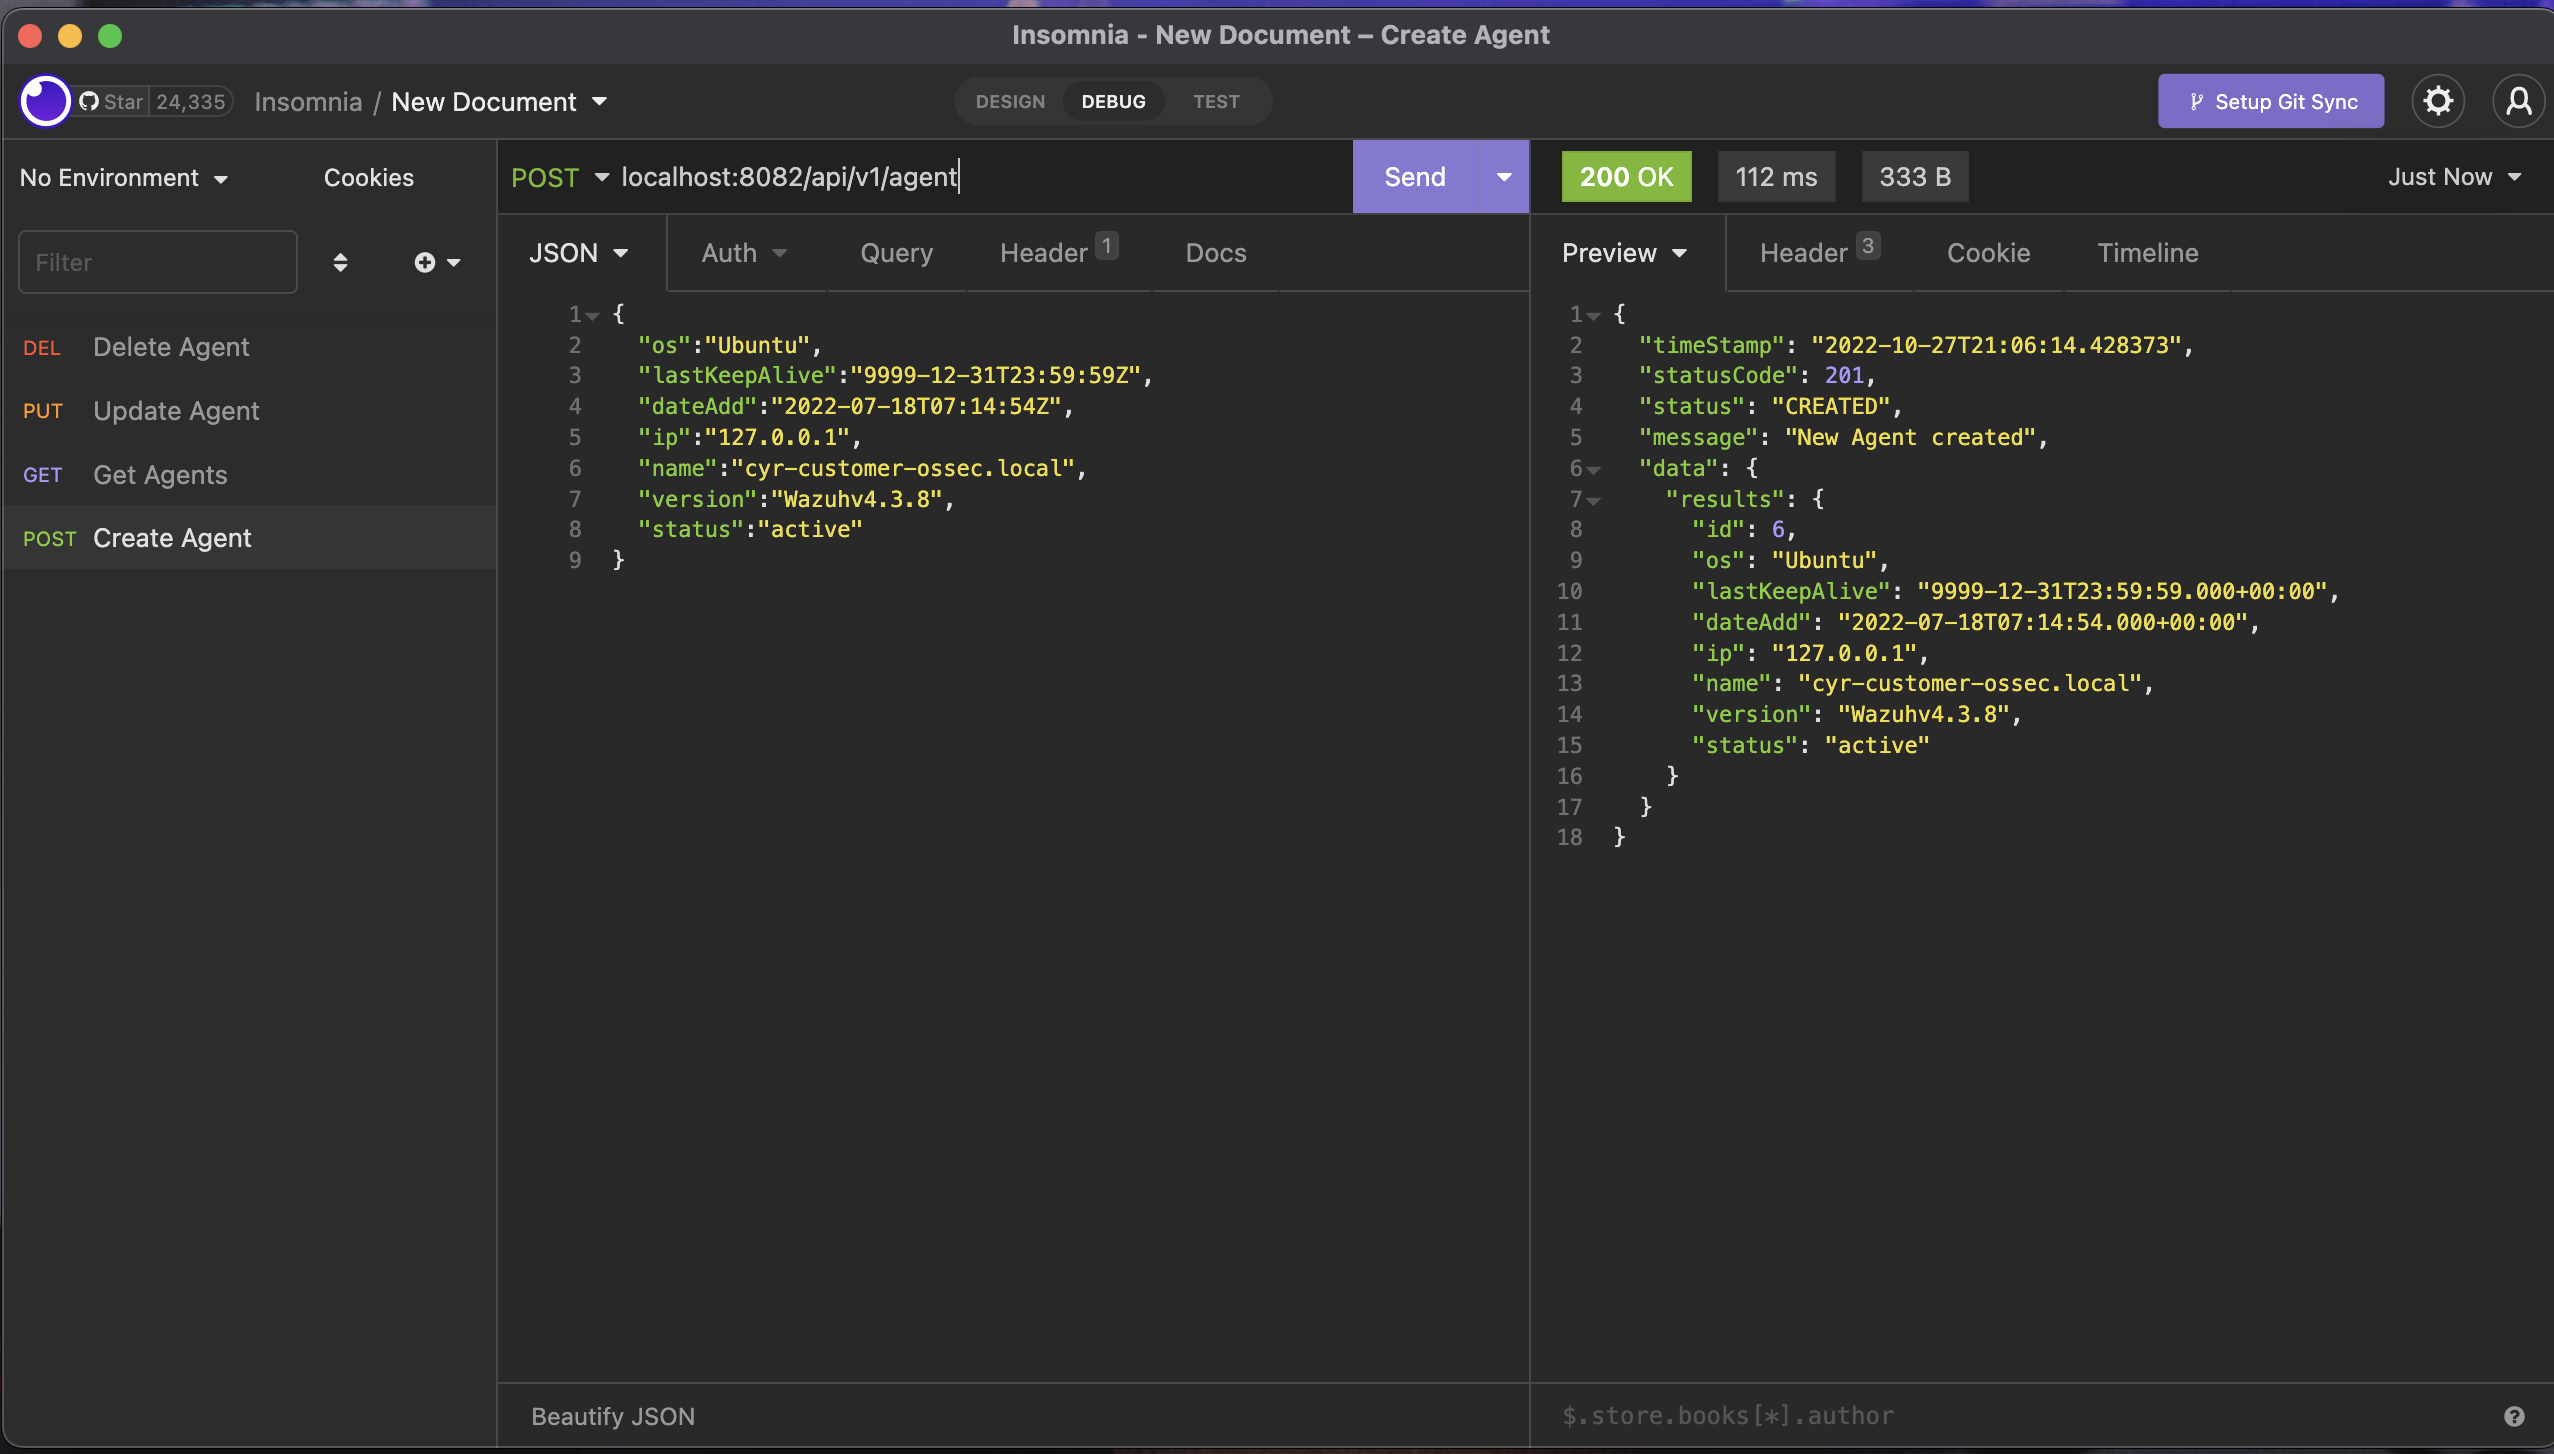 Insomnia - New Document – Create Agent
Star 24,335 Insomnia / New Document
DESIGN DEBUG TEST
Setup Git Sync
No Environment Cookies
Filter
DEL Delete Agent
PUT Update Agent
GET Get Agents
POST Create Agent
POST localhost:8082/api/v1/agent Send
JSON Auth Query Header 1 Docs
1 {
2 "os":"Ubuntu",
3 "lastKeepAlive":"9999-12-31T23:59:59Z",
4 "dateAdd":"2022-07-18T07:14:54Z",
5 "ip":"127.0.0.1",
6 "name":"cyr-customer-ossec.local",
7 "version":"Wazuhv4.3.8",
8 "status":"active"
9 }
Beautify JSON
200 OK 112 ms 333 B Just Now
Preview Header 3 Cookie Timeline
1 {
2 "timeStamp": "2022-10-27T21:06:14.428373",
3 "statusCode": 201,
4 "status": "CREATED",
5 "message": "New Agent created",
6 "data": {
7 "results": {
8 "id": 6,
9 "os": "Ubuntu",
10 "lastKeepAlive": "9999-12-31T23:59:59.000+00:00",
11 "dateAdd": "2022-07-18T07:14:54.000+00:00",
12 "ip": "127.0.0.1",
13 "name": "cyr-customer-ossec.local",
14 "version": "Wazuhv4.3.8",
15 "status": "active"
16 }
17 }
18 }
$.store.books[*].author ?